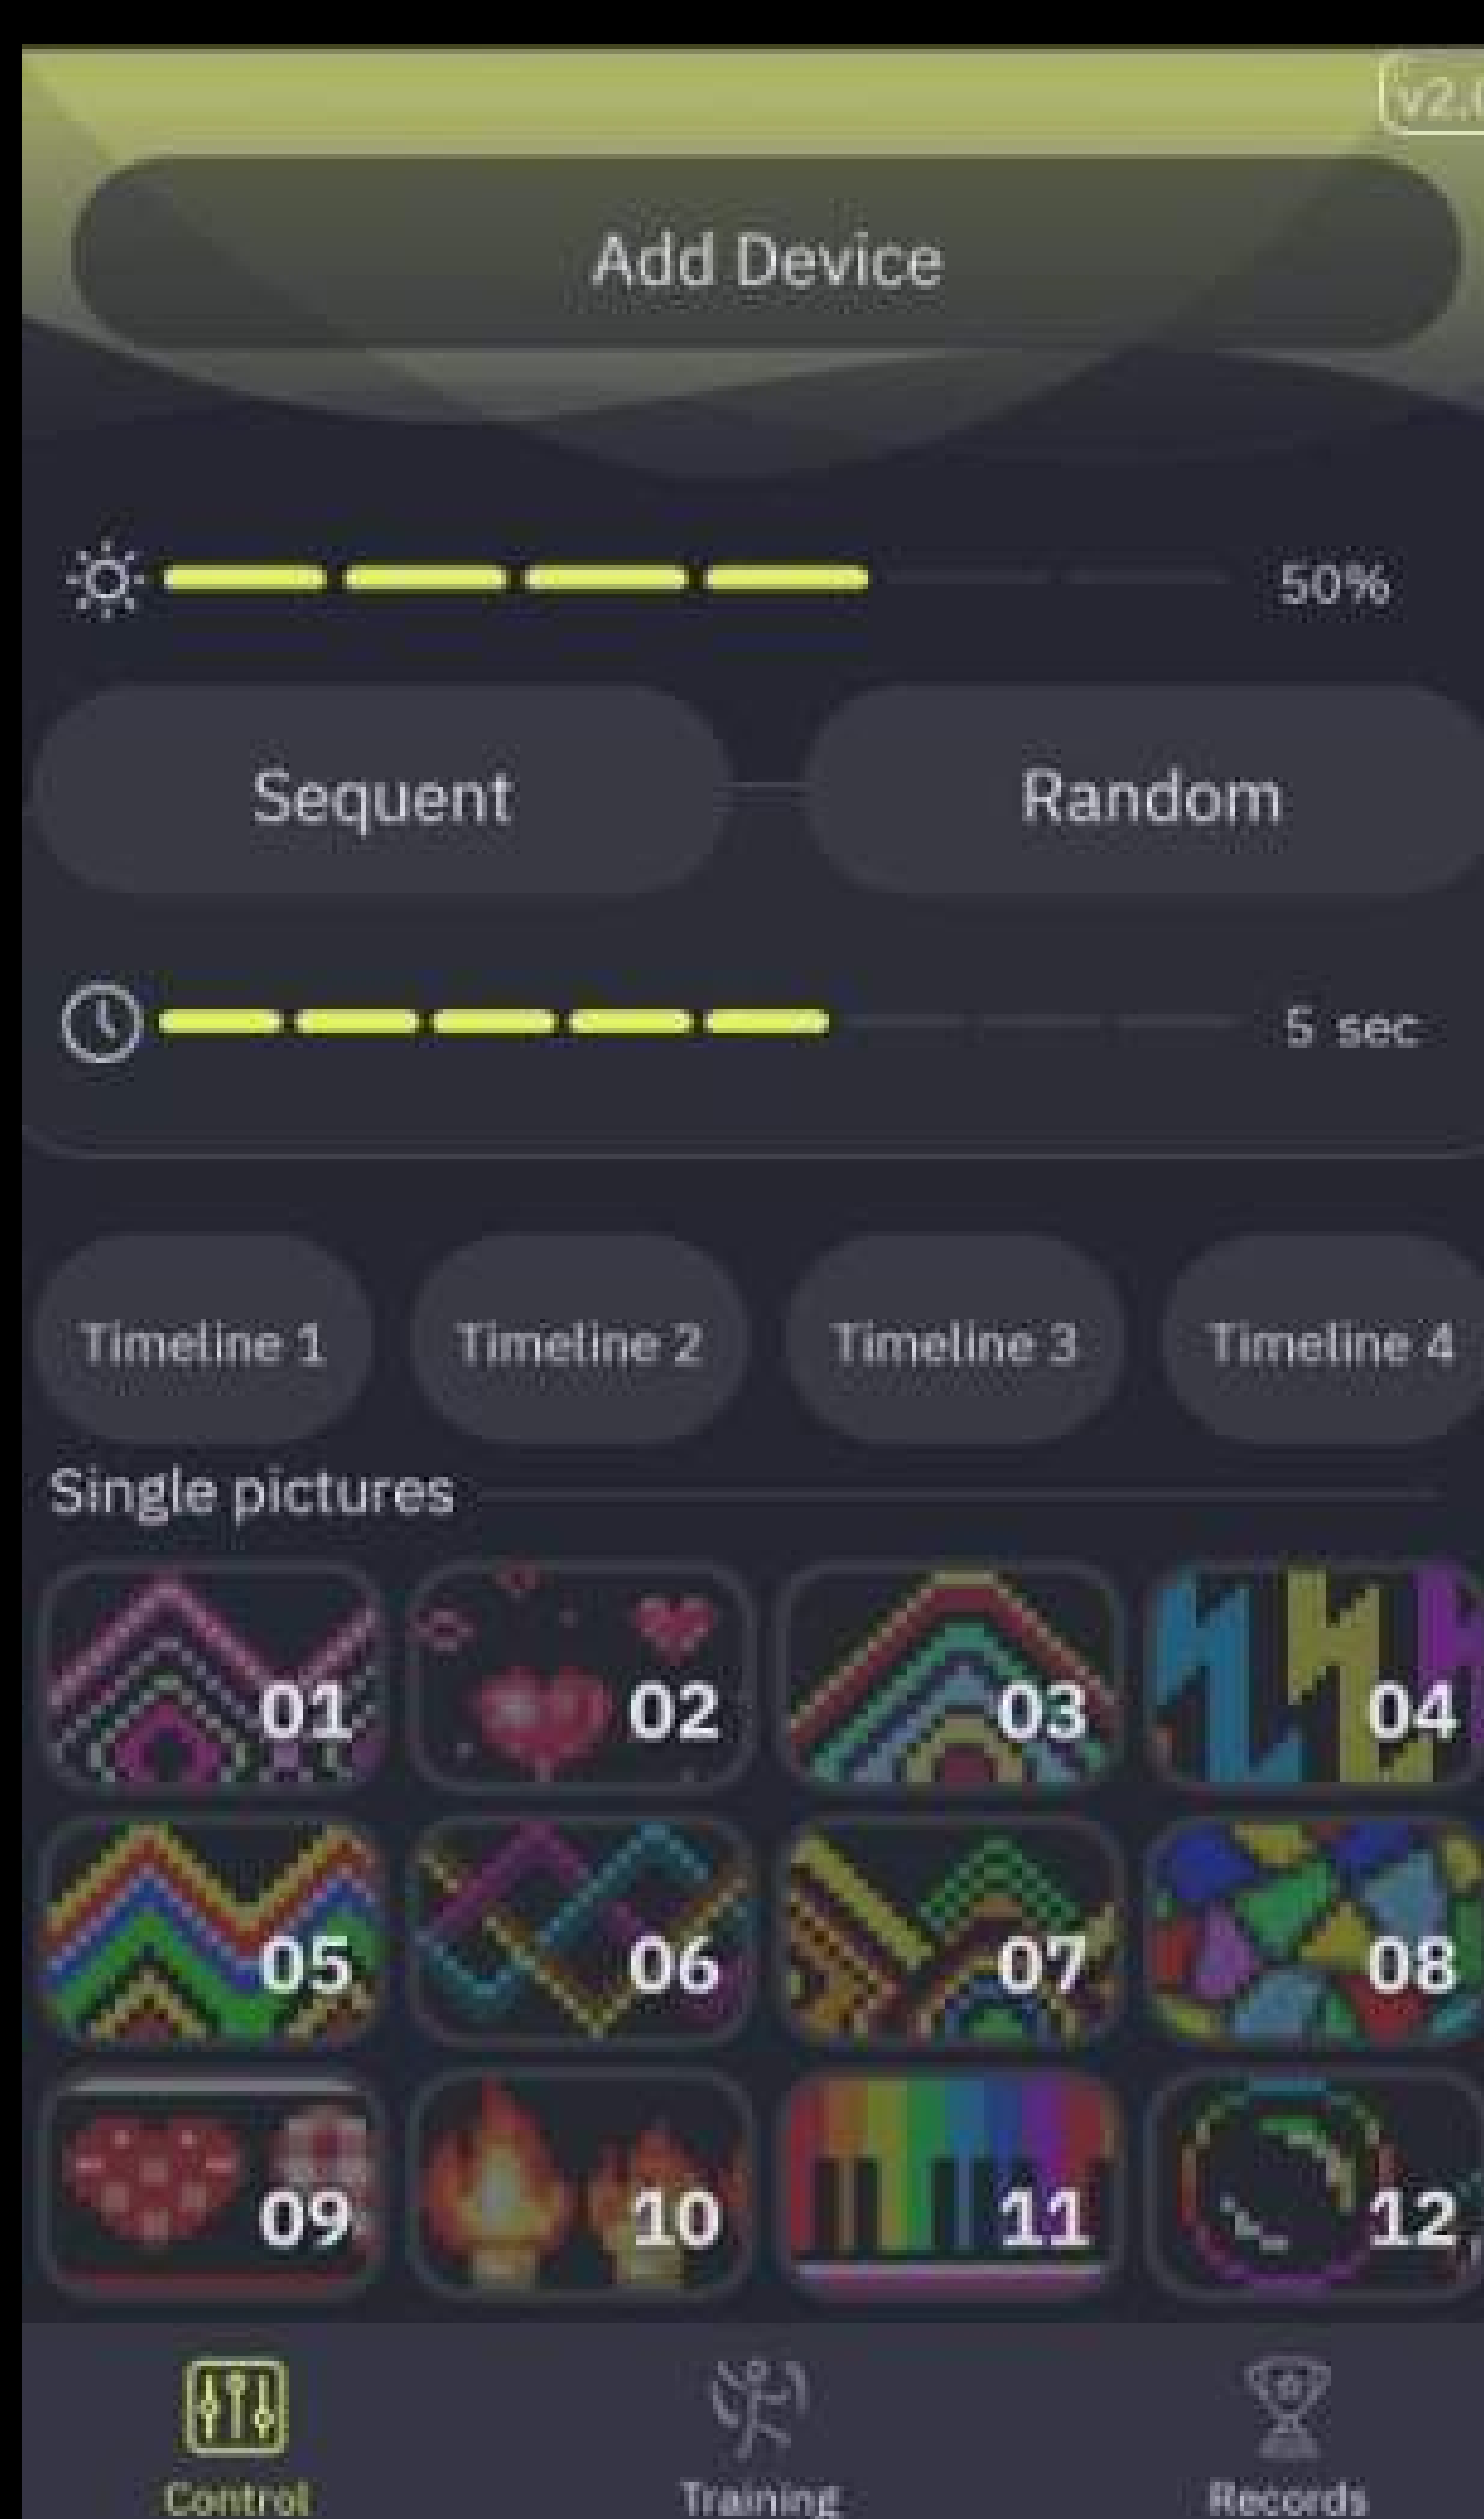 v2.
Add Device
50%
Sequent Random
5 sec
Timeline 1 Timeline 2 Timeline 3 Timeline 4
Single pictures
01 02 03 04
05 06 07 08
09 10 11 12
Control Training Records